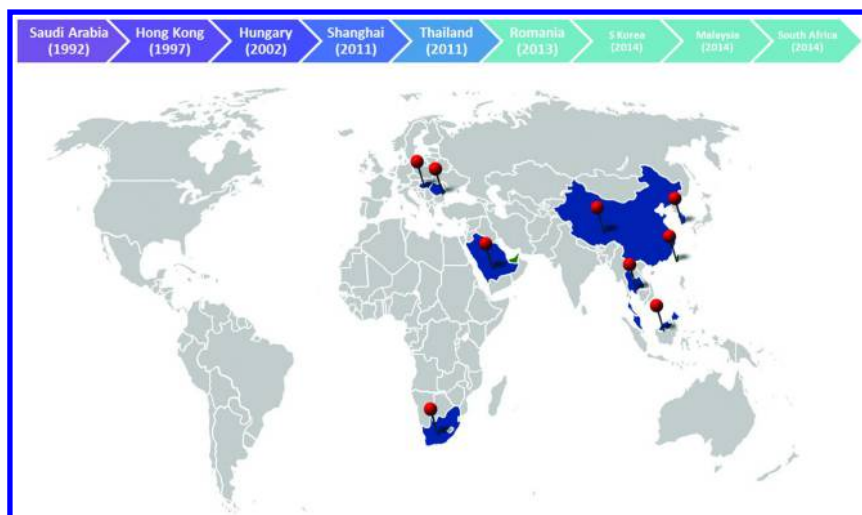 Saudi Arabia
(1992)
Hong Kong
(1997)
Hungary
(2002)
Shanghai
(2011)
Thailand
(2011)
Romania
(2013)
S Korea
(2014)
Malaysia
(2014)
South Africa
(2014)